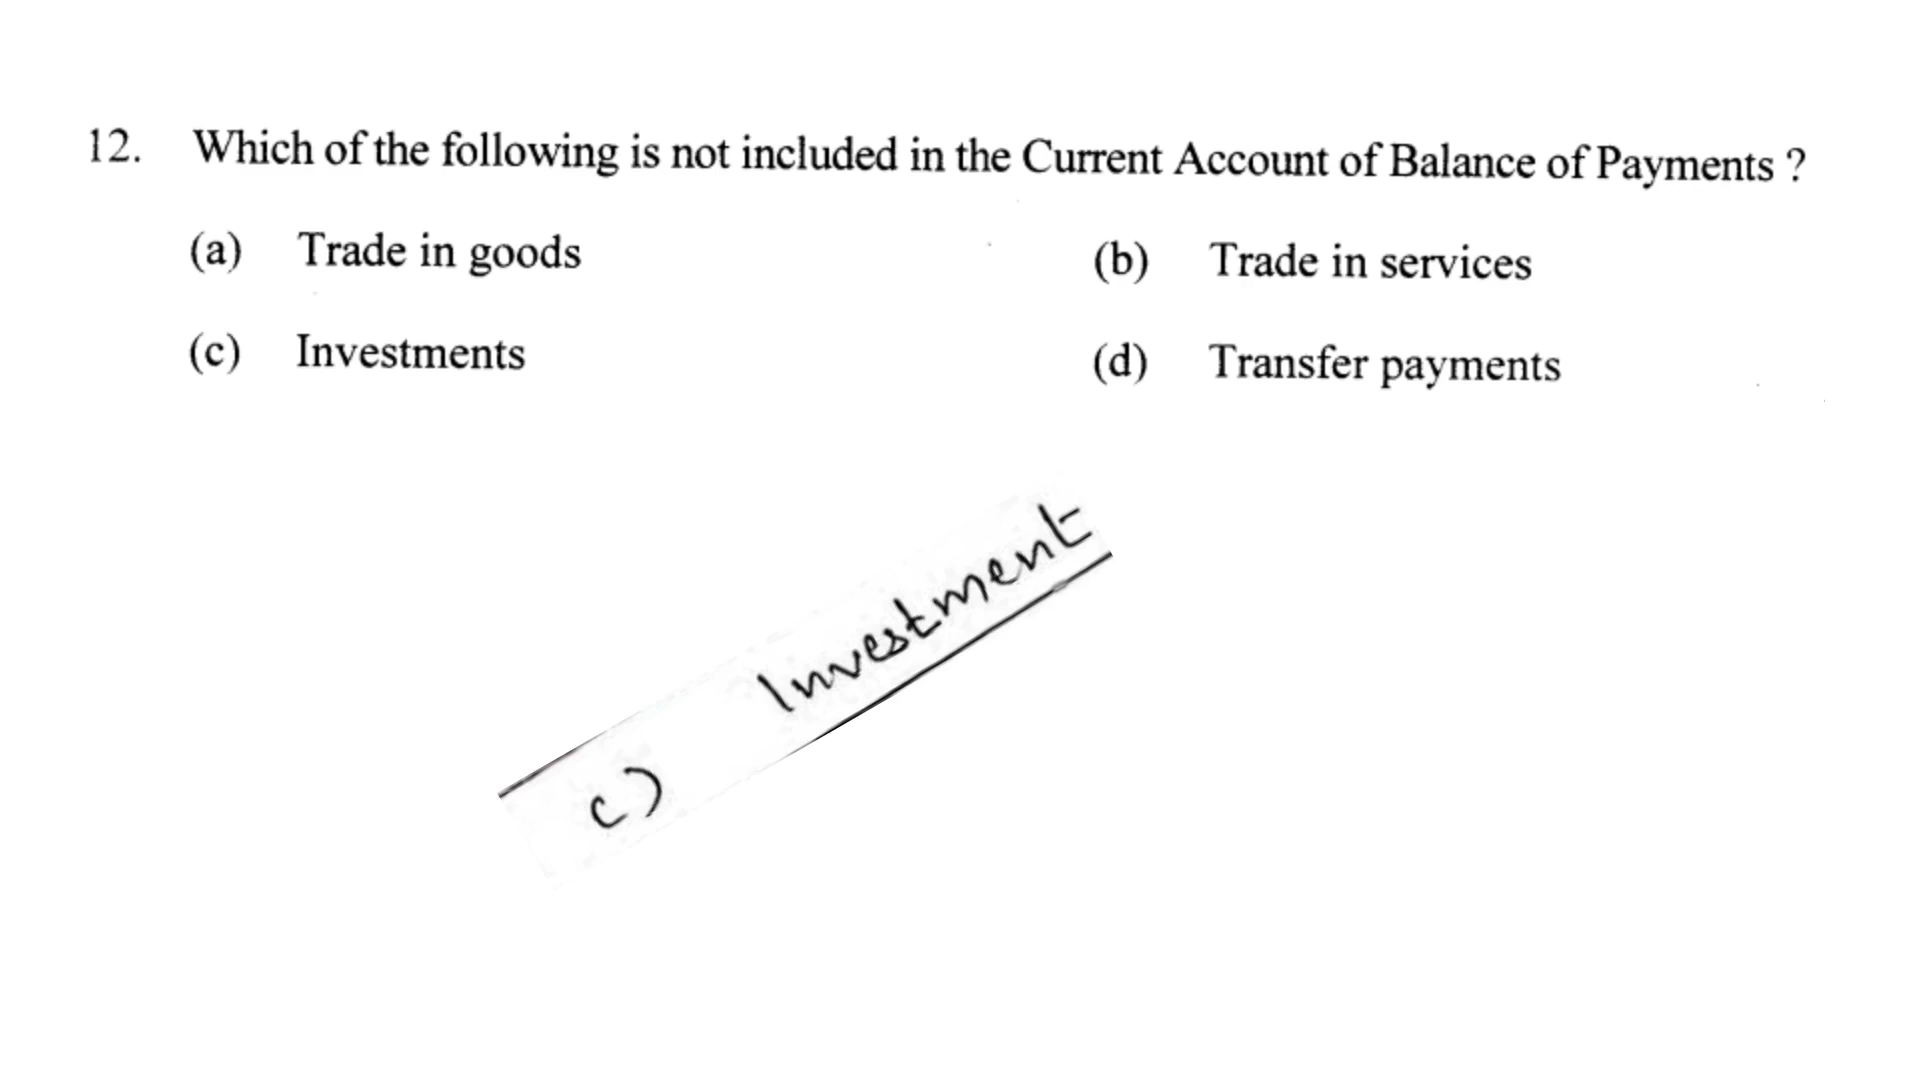 12. Which of the following is not included in the Current Account of Balance of Payments ?
(a) Trade in goods (b) Trade in services
(c) Investments (d) Transfer payments
c) Investment